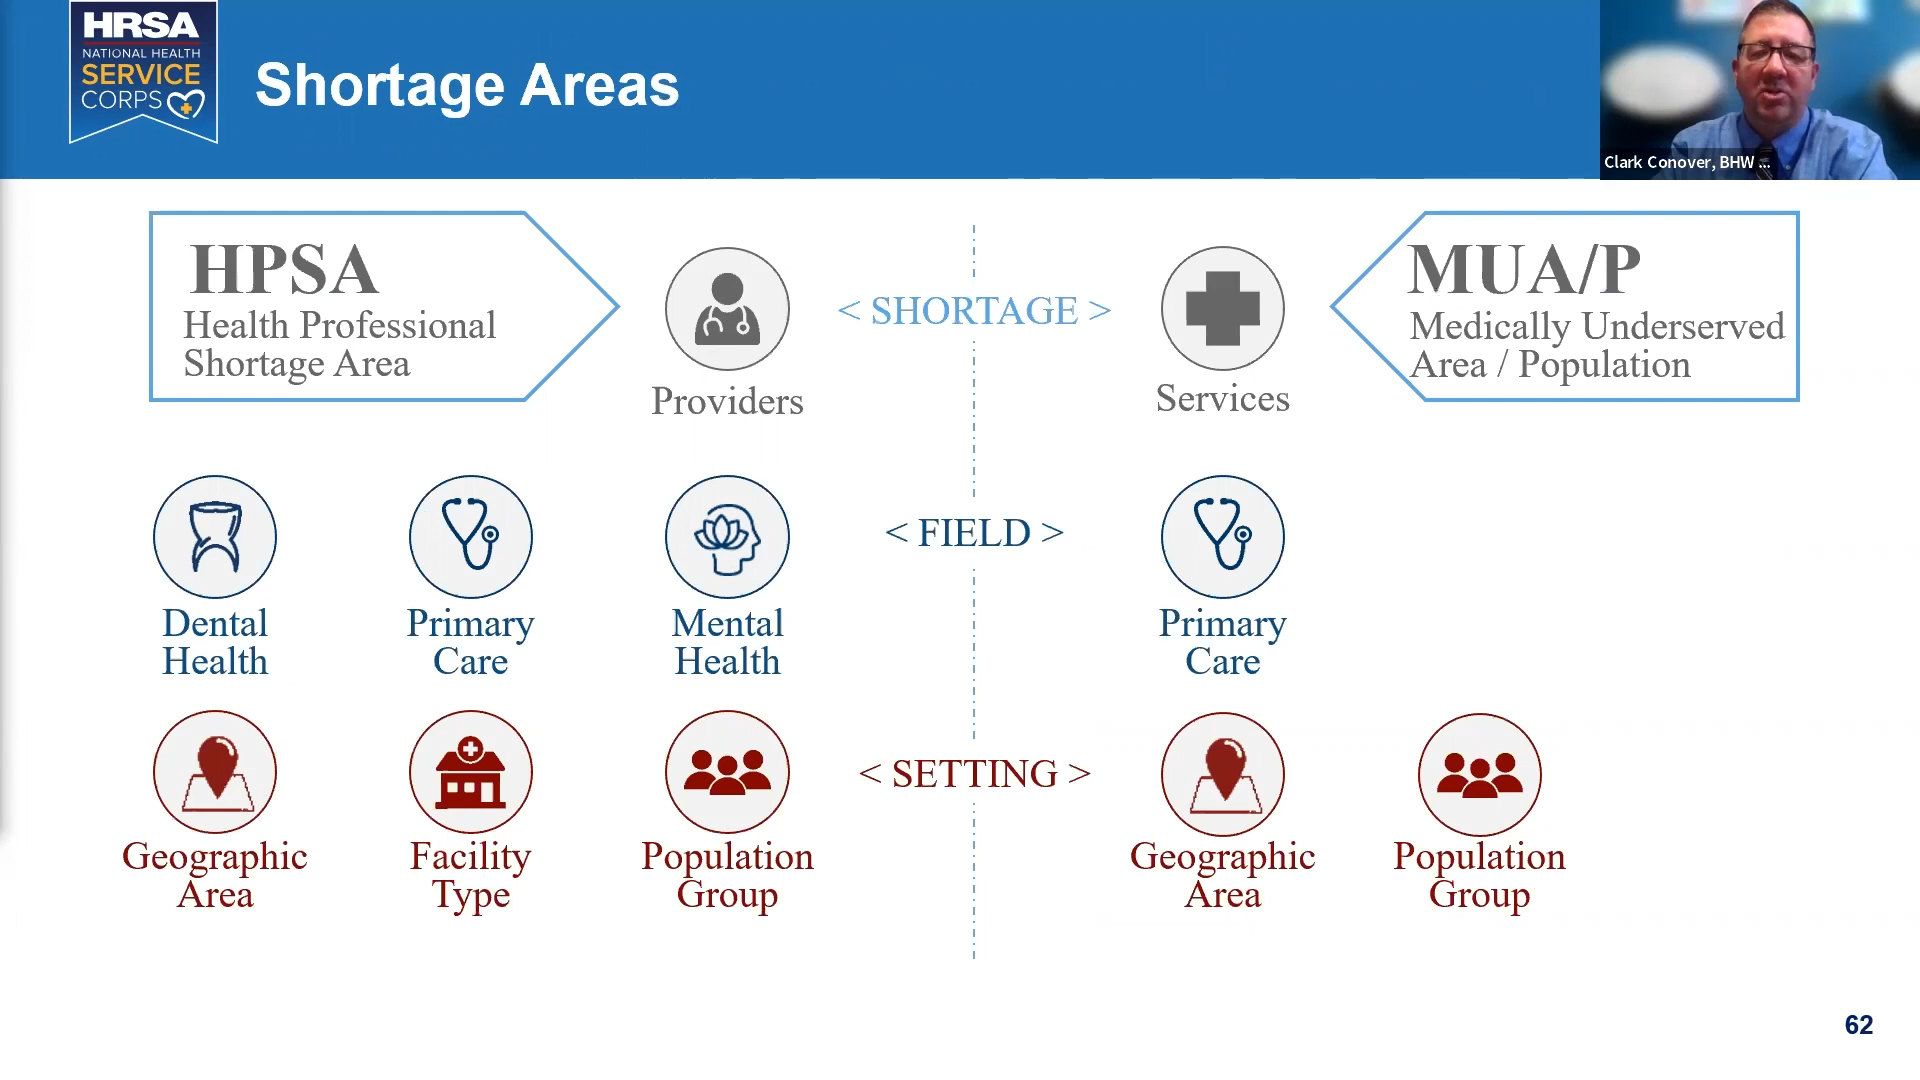 HRSA
NATIONAL HEALTH
SERVICE
CORPS
Shortage Areas
Clark Conover, BHW ...
HPSA
Health Professional
Shortage Area
Providers
< SHORTAGE >
Services
MUA/P
Medically Underserved
Area / Population
Dental
Health
Primary
Care
Mental
Health
< FIELD >
Primary
Care
Geographic
Area
Facility
Type
Population
Group
< SETTING >
Geographic
Area
Population
Group
62